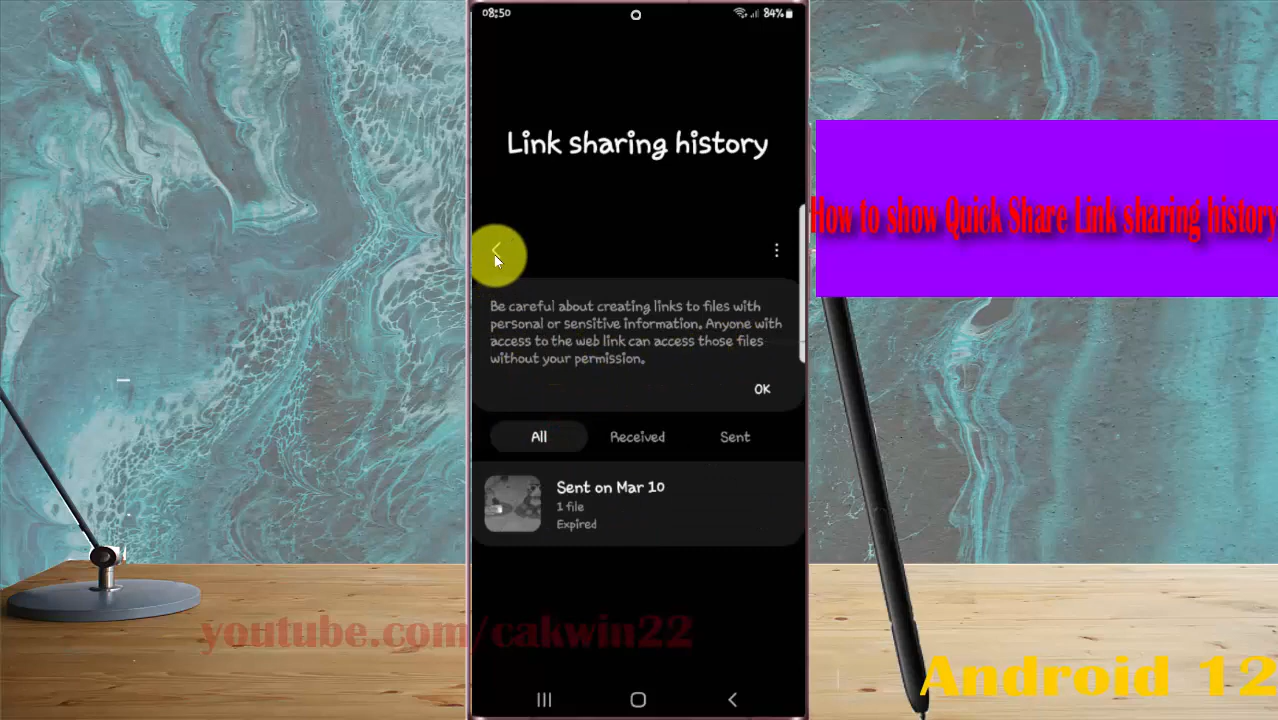 08:50
84%
Link sharing history
How to show Quick Share Link sharing history
Be careful about creating links to files with
personal or sensitive information. Anyone with
access to the web link can access those files
without your permission.
OK
All
Received
Sent
Sent on Mar 10
1 file
Expired
youtube.com/cakwin22
Android 12